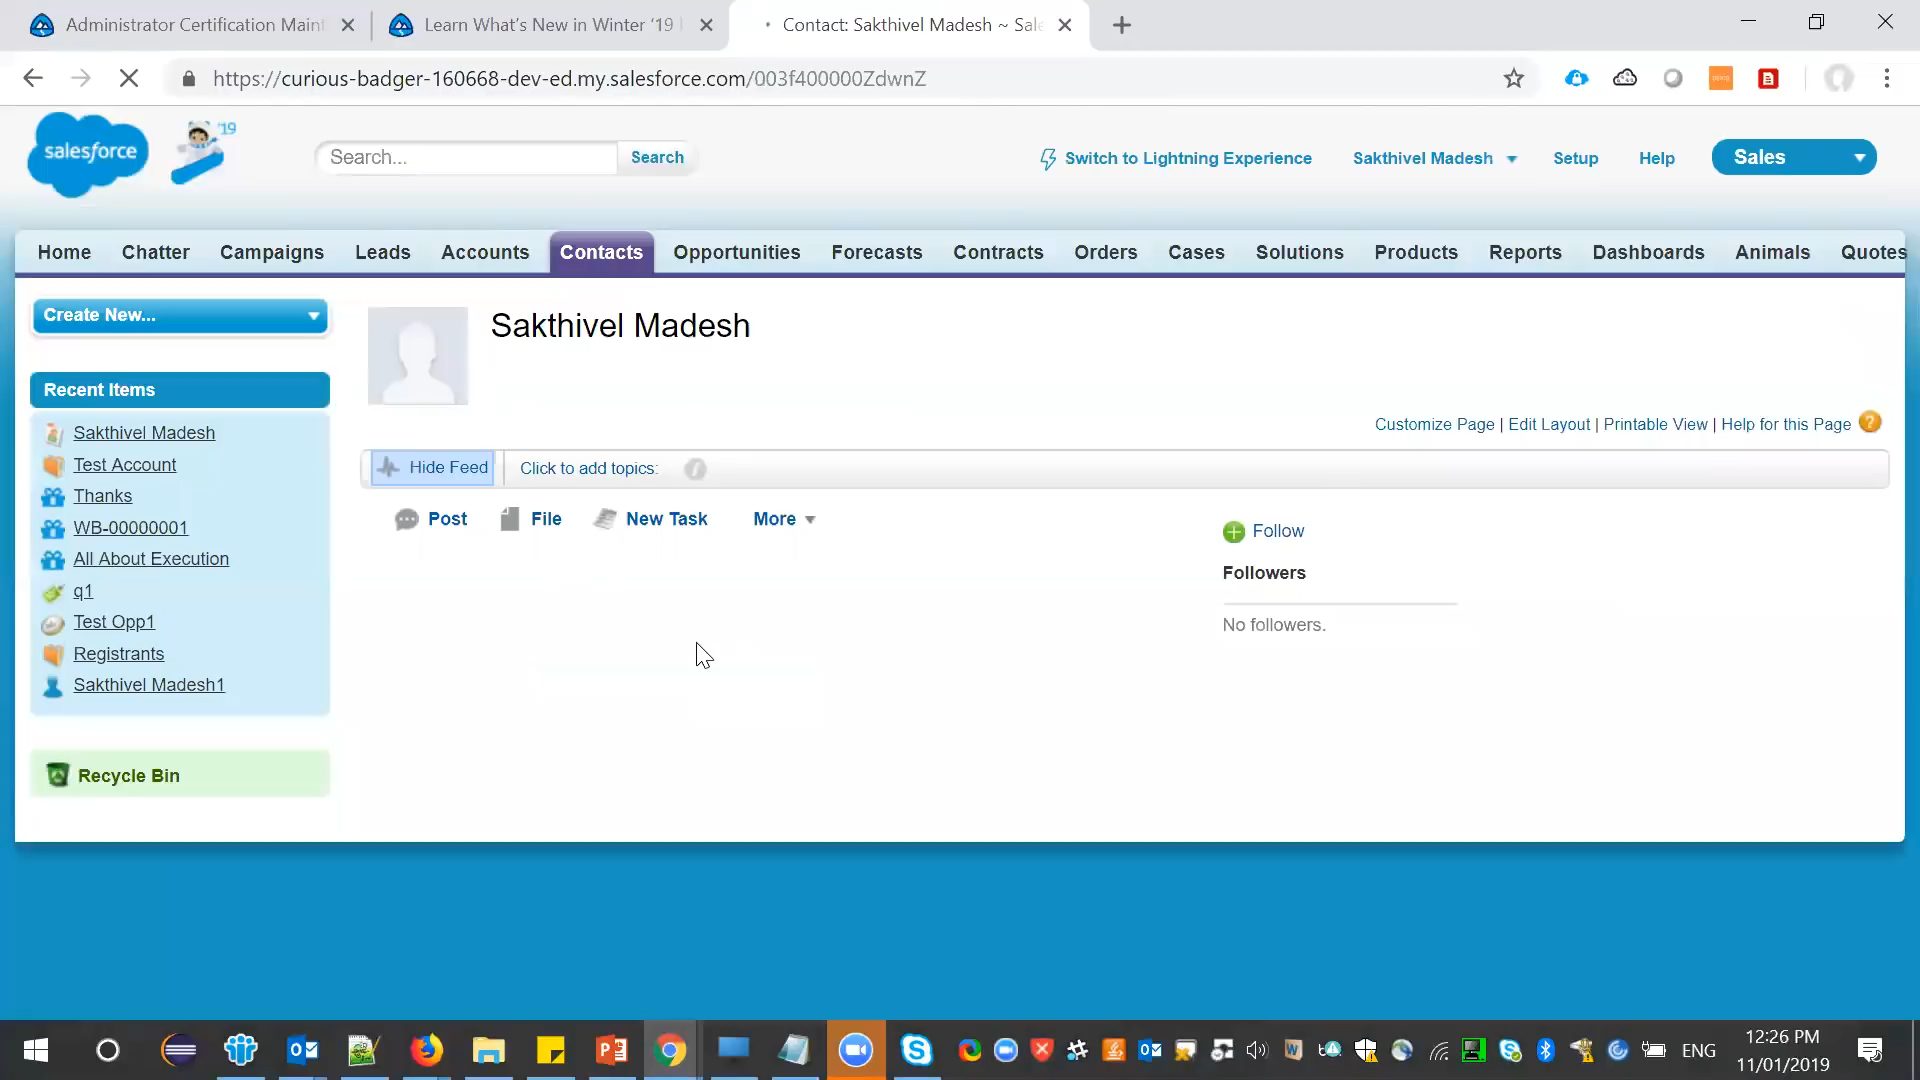 Administrator Certification Maint
Learn What's New in Winter '19
Contact: Sakthivel Madesh ~ Sale
https://curious-badger-160668-dev-ed.my.salesforce.com/003f400000ZdwnZ
salesforce
'19
Search...
Search
Switch to Lightning Experience
Sakthivel Madesh
Setup
Help
Sales
Home
Chatter
Campaigns
Leads
Accounts
Contacts
Opportunities
Forecasts
Contracts
Orders
Cases
Solutions
Products
Reports
Dashboards
Animals
Quotes
Create New...
Recent Items
Sakthivel Madesh
Test Account
Thanks
WB-00000001
All About Execution
q1
Test Opp1
Registrants
Sakthivel Madesh1
Recycle Bin
Sakthivel Madesh
Customize Page | Edit Layout | Printable View | Help for this Page
Hide Feed
Click to add topics:
Post
File
New Task
More
Follow
Followers
No followers.
ENG
12:26 PM
11/01/2019